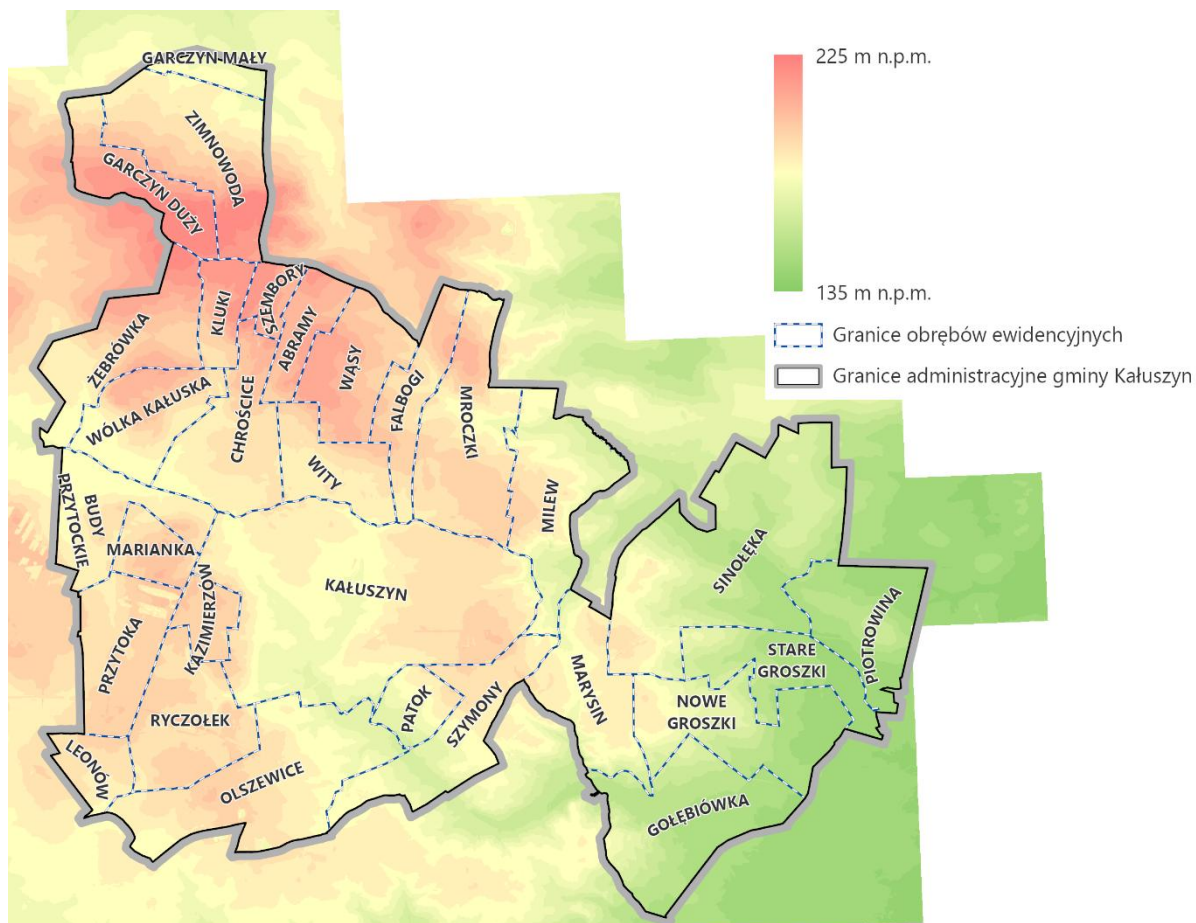 GARCZYN MAŁY
225 m n.p.m.
ZIMNOWODA
GARCZYN DUŻY
SZEMBORY
KLUKI
ABRAMY
135 m n.p.m.
ŻEBRÓWKA
Granice obrębów ewidencyjnych
WĄSY
FALBOGI
Granice administracyjne gminy Kałuszyn
WÓLKA KAŁUSKA
CHROŚCICE
MROCZKI
WITY
MILEW
BUDY
PRZYTOCKIE
MARIANKA
SINOŁĘKA
KAŁUSZYN
KAZIMIERZÓW
PRZYTOKA
PIOTROWINA
STARE
GROSZKI
MARYSIN
PATOK
SZYMONY
NOWE
GROSZKI
RYCZOŁEK
LEONÓW
OLSZEWICE
GOŁĘBIÓWKA